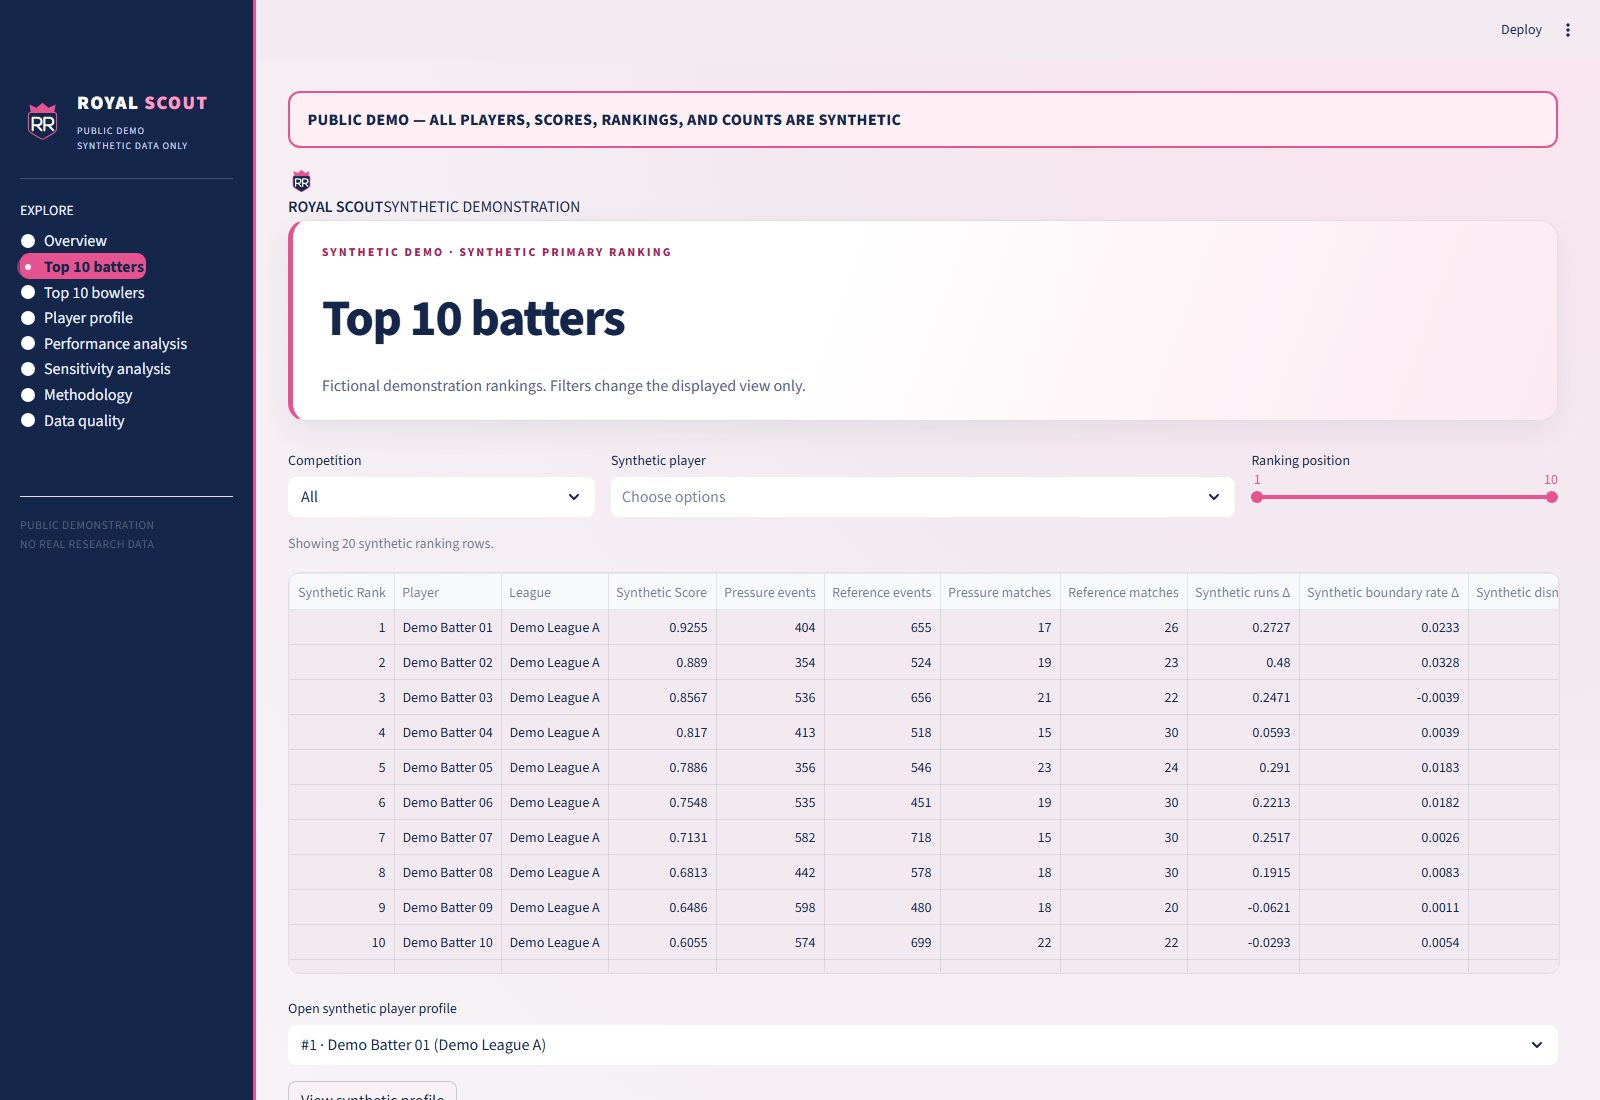 Deploy
RR
ROYAL SCOUT
PUBLIC DEMO
SYNTHETIC DATA ONLY
EXPLORE
Overview
Top 10 batters
Top 10 bowlers
Player profile
Performance analysis
Sensitivity analysis
Methodology
Data quality
PUBLIC DEMONSTRATION
NO REAL RESEARCH DATA
PUBLIC DEMO — ALL PLAYERS, SCORES, RANKINGS, AND COUNTS ARE SYNTHETIC
RR
ROYAL SCOUTSYNTHETIC DEMONSTRATION
SYNTHETIC DEMO · SYNTHETIC PRIMARY RANKING
Top 10 batters
Fictional demonstration rankings. Filters change the displayed view only.
Competition Synthetic player Ranking position
1 10
All Choose options
Showing 20 synthetic ranking rows.
Synthetic Rank Player League Synthetic Score Pressure events Reference events Pressure matches Reference matches Synthetic runs Δ Synthetic boundary rate Δ Synthetic
1 Demo Batter 01 Demo League A 0.9255 404 655 17 26 0.2727 0.0233
2 Demo Batter 02 Demo League A 0.889 354 524 19 23 0.48 0.0328
3 Demo Batter 03 Demo League A 0.8567 536 656 21 22 0.2471 -0.0039
4 Demo Batter 04 Demo League A 0.817 413 518 15 30 0.0593 0.0039
5 Demo Batter 05 Demo League A 0.7886 356 546 23 24 0.291 0.0183
6 Demo Batter 06 Demo League A 0.7548 535 451 19 30 0.2213 0.0182
7 Demo Batter 07 Demo League A 0.7131 582 718 15 30 0.2517 0.0026
8 Demo Batter 08 Demo League A 0.6813 442 578 18 30 0.1915 0.0083
9 Demo Batter 09 Demo League A 0.6486 598 480 18 20 -0.0621 0.0011
10 Demo Batter 10 Demo League A 0.6055 574 699 22 22 -0.0293 0.0054
Open synthetic player profile
#1 · Demo Batter 01 (Demo League A)
View synthetic profile